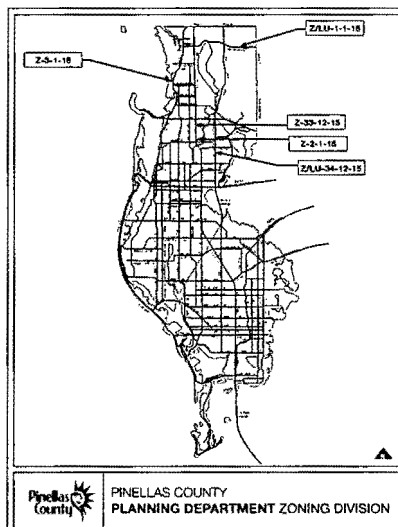 Z/LU-1-1-16
Z-3-1-16
Z-33-12-15
Z-2-1-16
Z/LU-34-12-15
Pinellas
County
PINELLAS COUNTY
PLANNING DEPARTMENT ZONING DIVISION